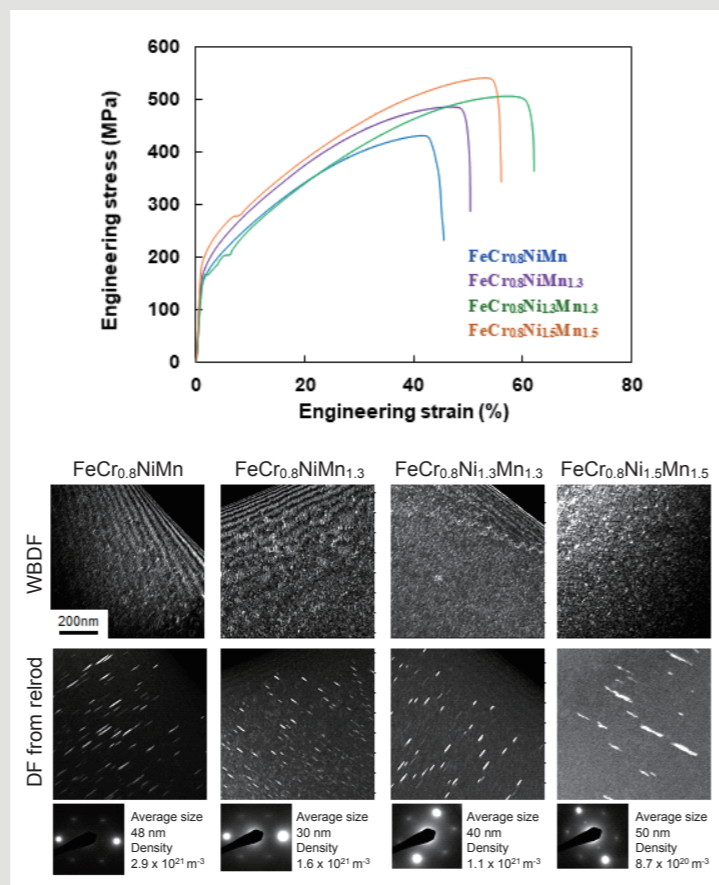 600
500
400
300
200
100
0
Engineering stress (MPa)
FeCr0.8NiMn
FeCr0.8NiMn1.3
FeCr0.8Ni1.3Mn1.3
FeCr0.8Ni1.5Mn1.5
0 20 40 60 80
Engineering strain (%)
FeCr0.8NiMn FeCr0.8NiMn1.3 FeCr0.8Ni1.3Mn1.3 FeCr0.8Ni1.5Mn1.5
WBDF
200nm
DF from relrod
Average size
48 nm
Density
2.9 x 10²¹ m⁻³
Average size
30 nm
Density
1.6 x 10²¹ m⁻³
Average size
40 nm
Density
1.1 x 10²¹ m⁻³
Average size
50 nm
Density
8.7 x 10²⁰ m⁻³